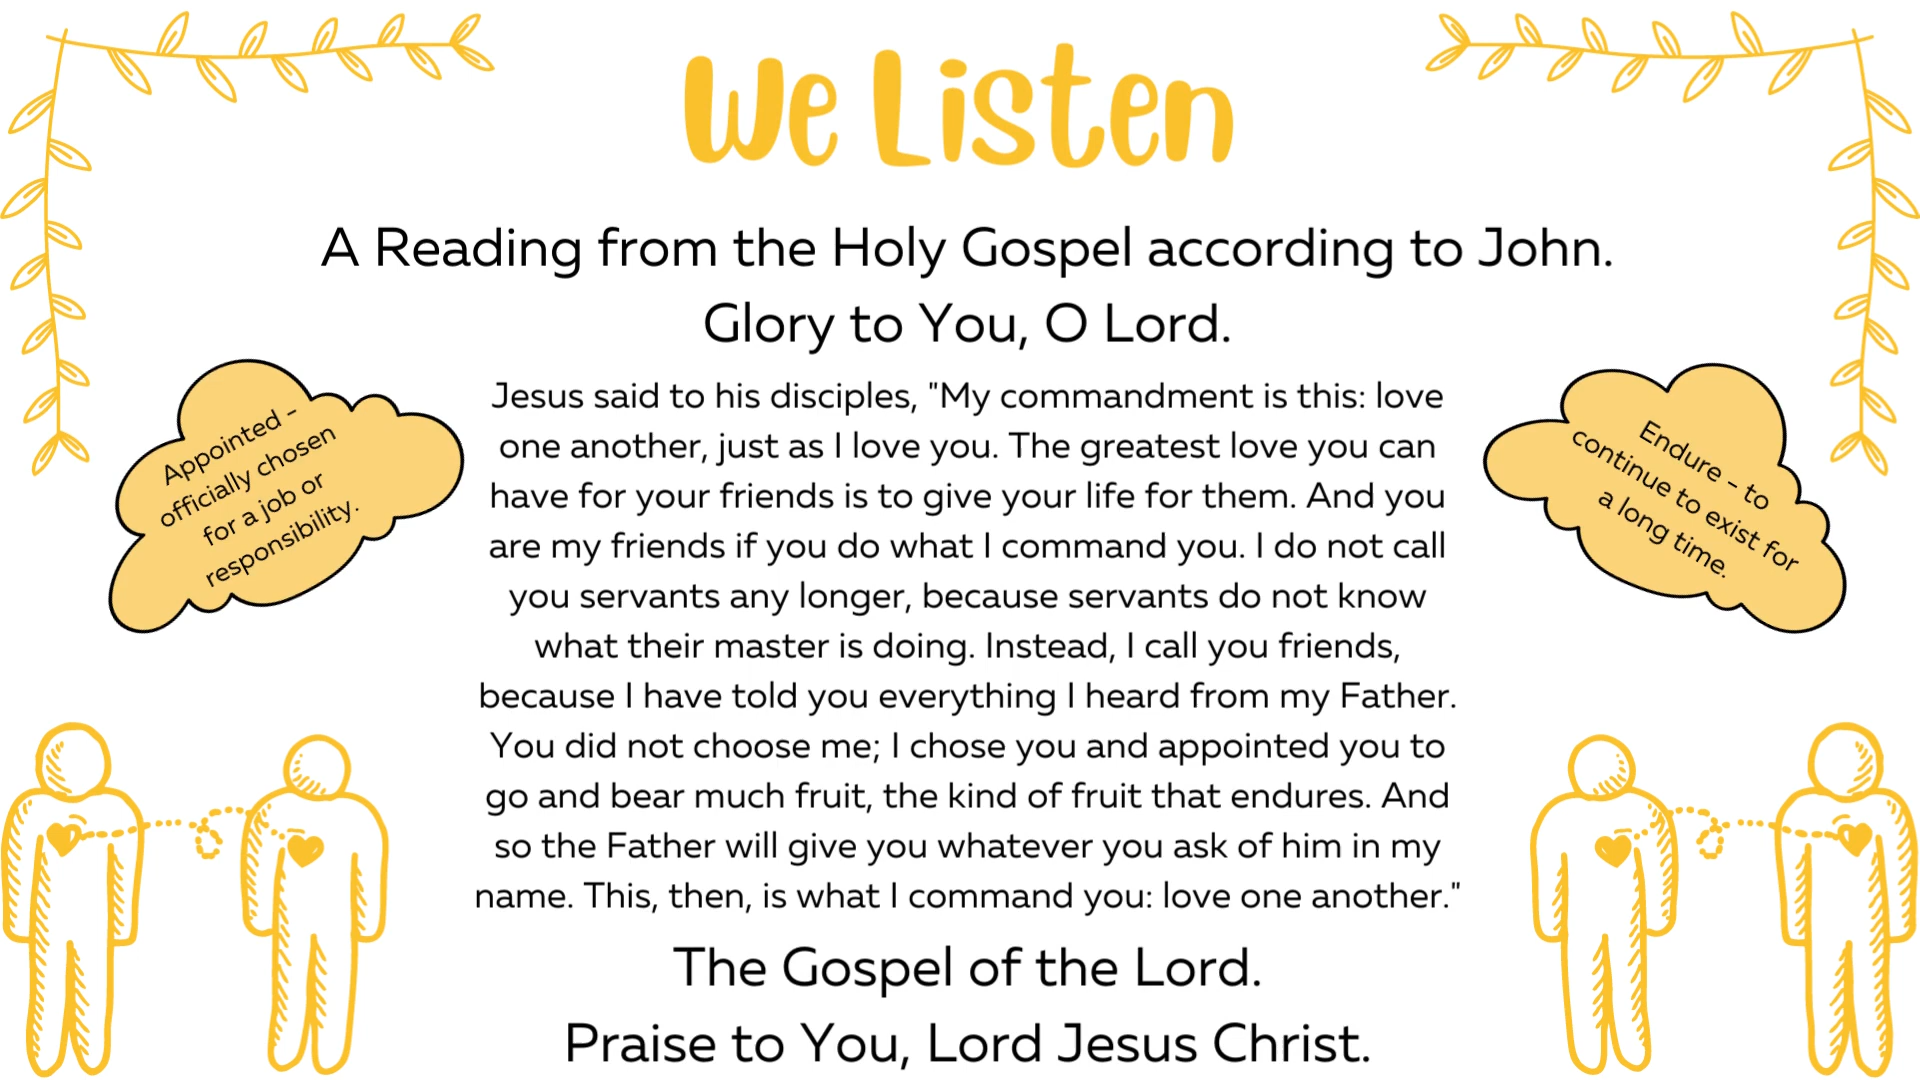 We Listen
A Reading from the Holy Gospel according to John.
Glory to You, O Lord.
Jesus said to his disciples, "My commandment is this: love
one another, just as I love you. The greatest love you can
have for your friends is to give your life for them. And you
are my friends if you do what I command you. I do not call
you servants any longer, because servants do not know
what their master is doing. Instead, I call you friends,
because I have told you everything I heard from my Father.
You did not choose me; I chose you and appointed you to
go and bear much fruit, the kind of fruit that endures. And
so the Father will give you whatever you ask of him in my
name. This, then, is what I command you: love one another."
The Gospel of the Lord.
Praise to You, Lord Jesus Christ.
Appointed -
officially chosen
for a job or
responsibility.
Endure - to
continue to exist for
a long time.